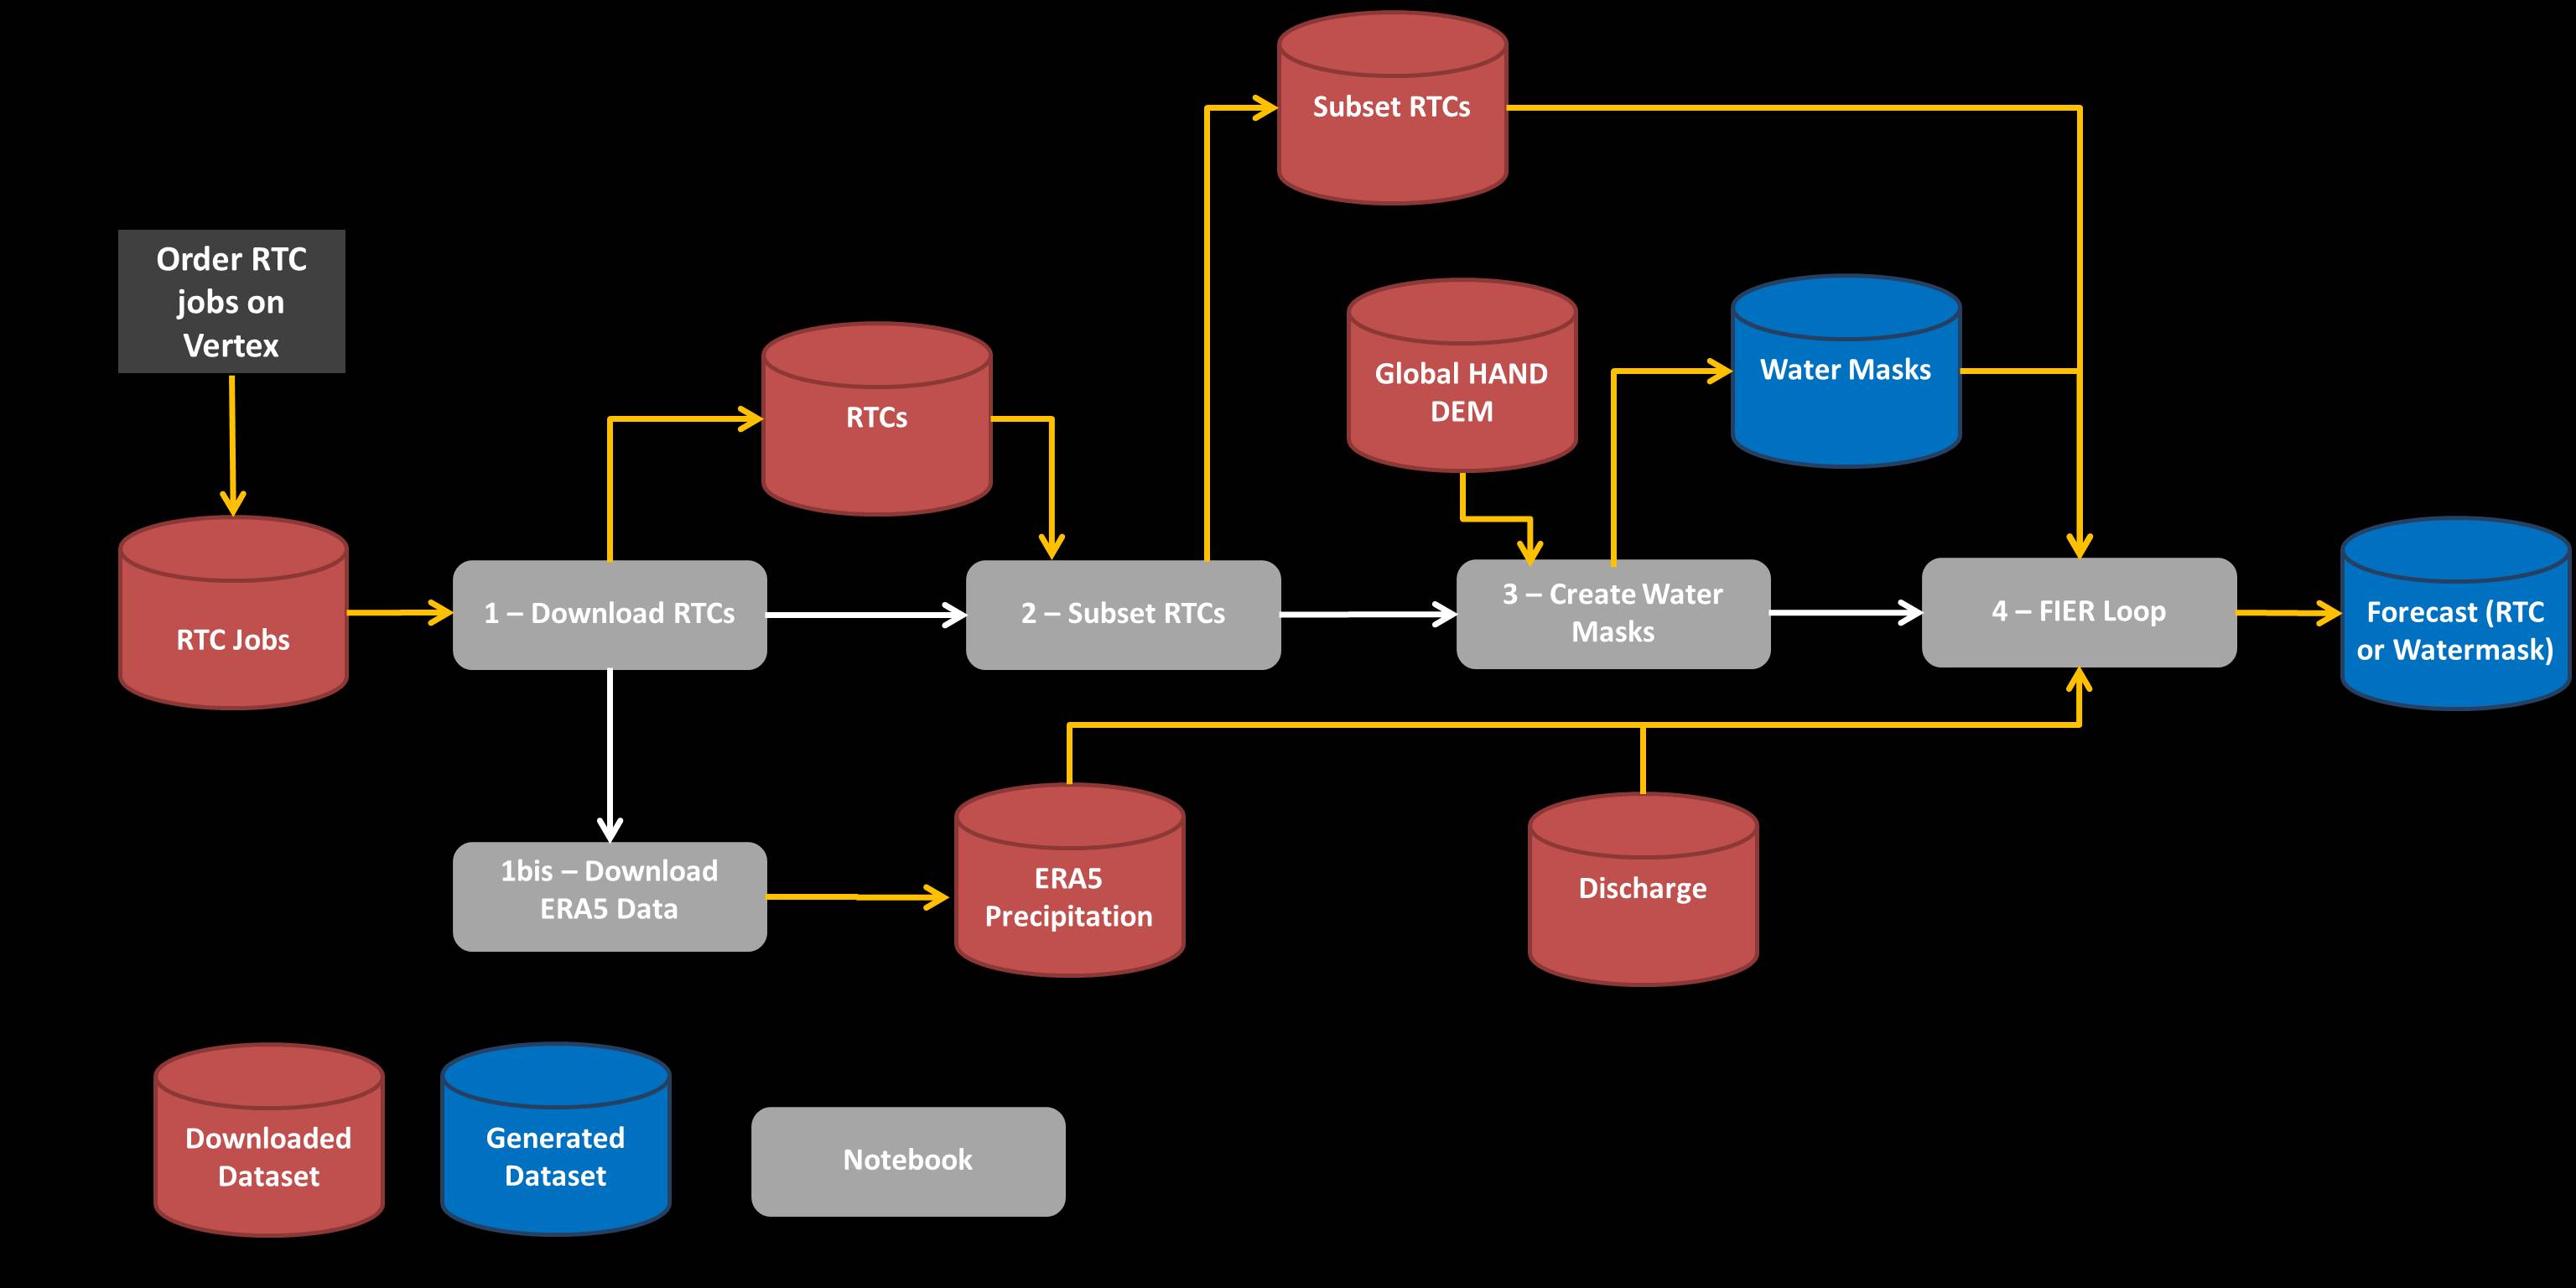 Subset RTCs
Order RTC
jobs on
Vertex
RTCs
Global HAND
DEM
Water Masks
RTC Jobs
1 – Download RTCs
2 – Subset RTCs
3 – Create Water
Masks
4 – FIER Loop
Forecast (RTC
or Watermask)
1bis – Download
ERA5 Data
ERA5
Precipitation
Discharge
Downloaded
Dataset
Generated
Dataset
Notebook